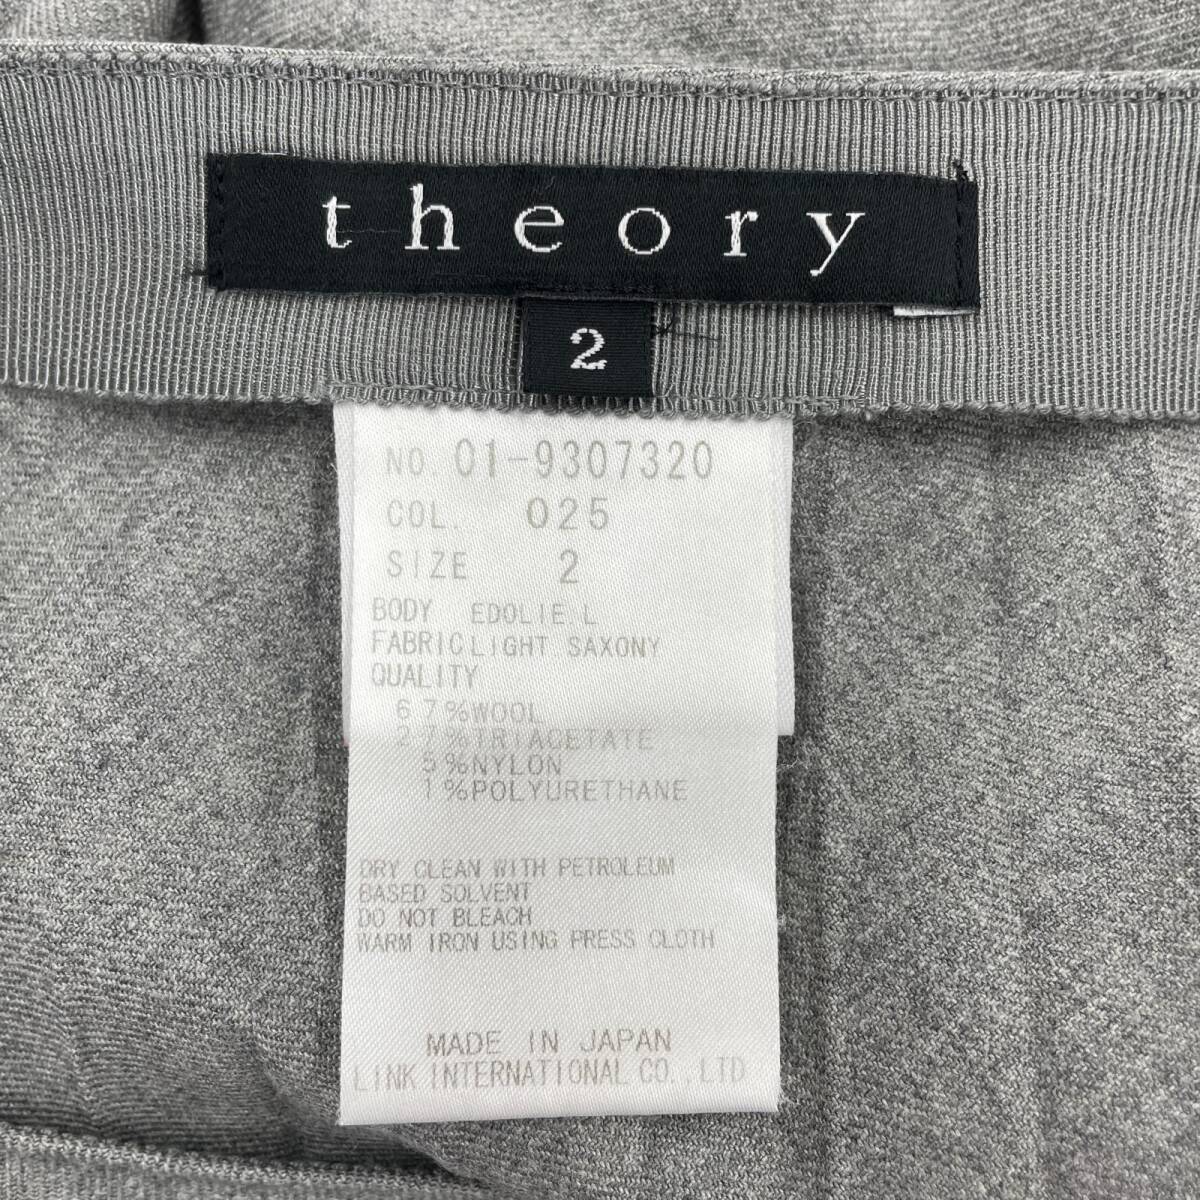 theory
2
NO. 01-9307320
COL. 025
SIZE 2
BODY EDOLIE.L
FABRIC LIGHT SAXONY
QUALITY
67%WOOL
27%TRIACETATE
5%NYLON
1%POLYURETHANE
DRY CLEAN WITH PETROLEUM
BASED SOLVENT
DO NOT BLEACH
WARM IRON USING PRESS CLOTH
MADE IN JAPAN
LINK INTERNATIONAL CO.,LTD